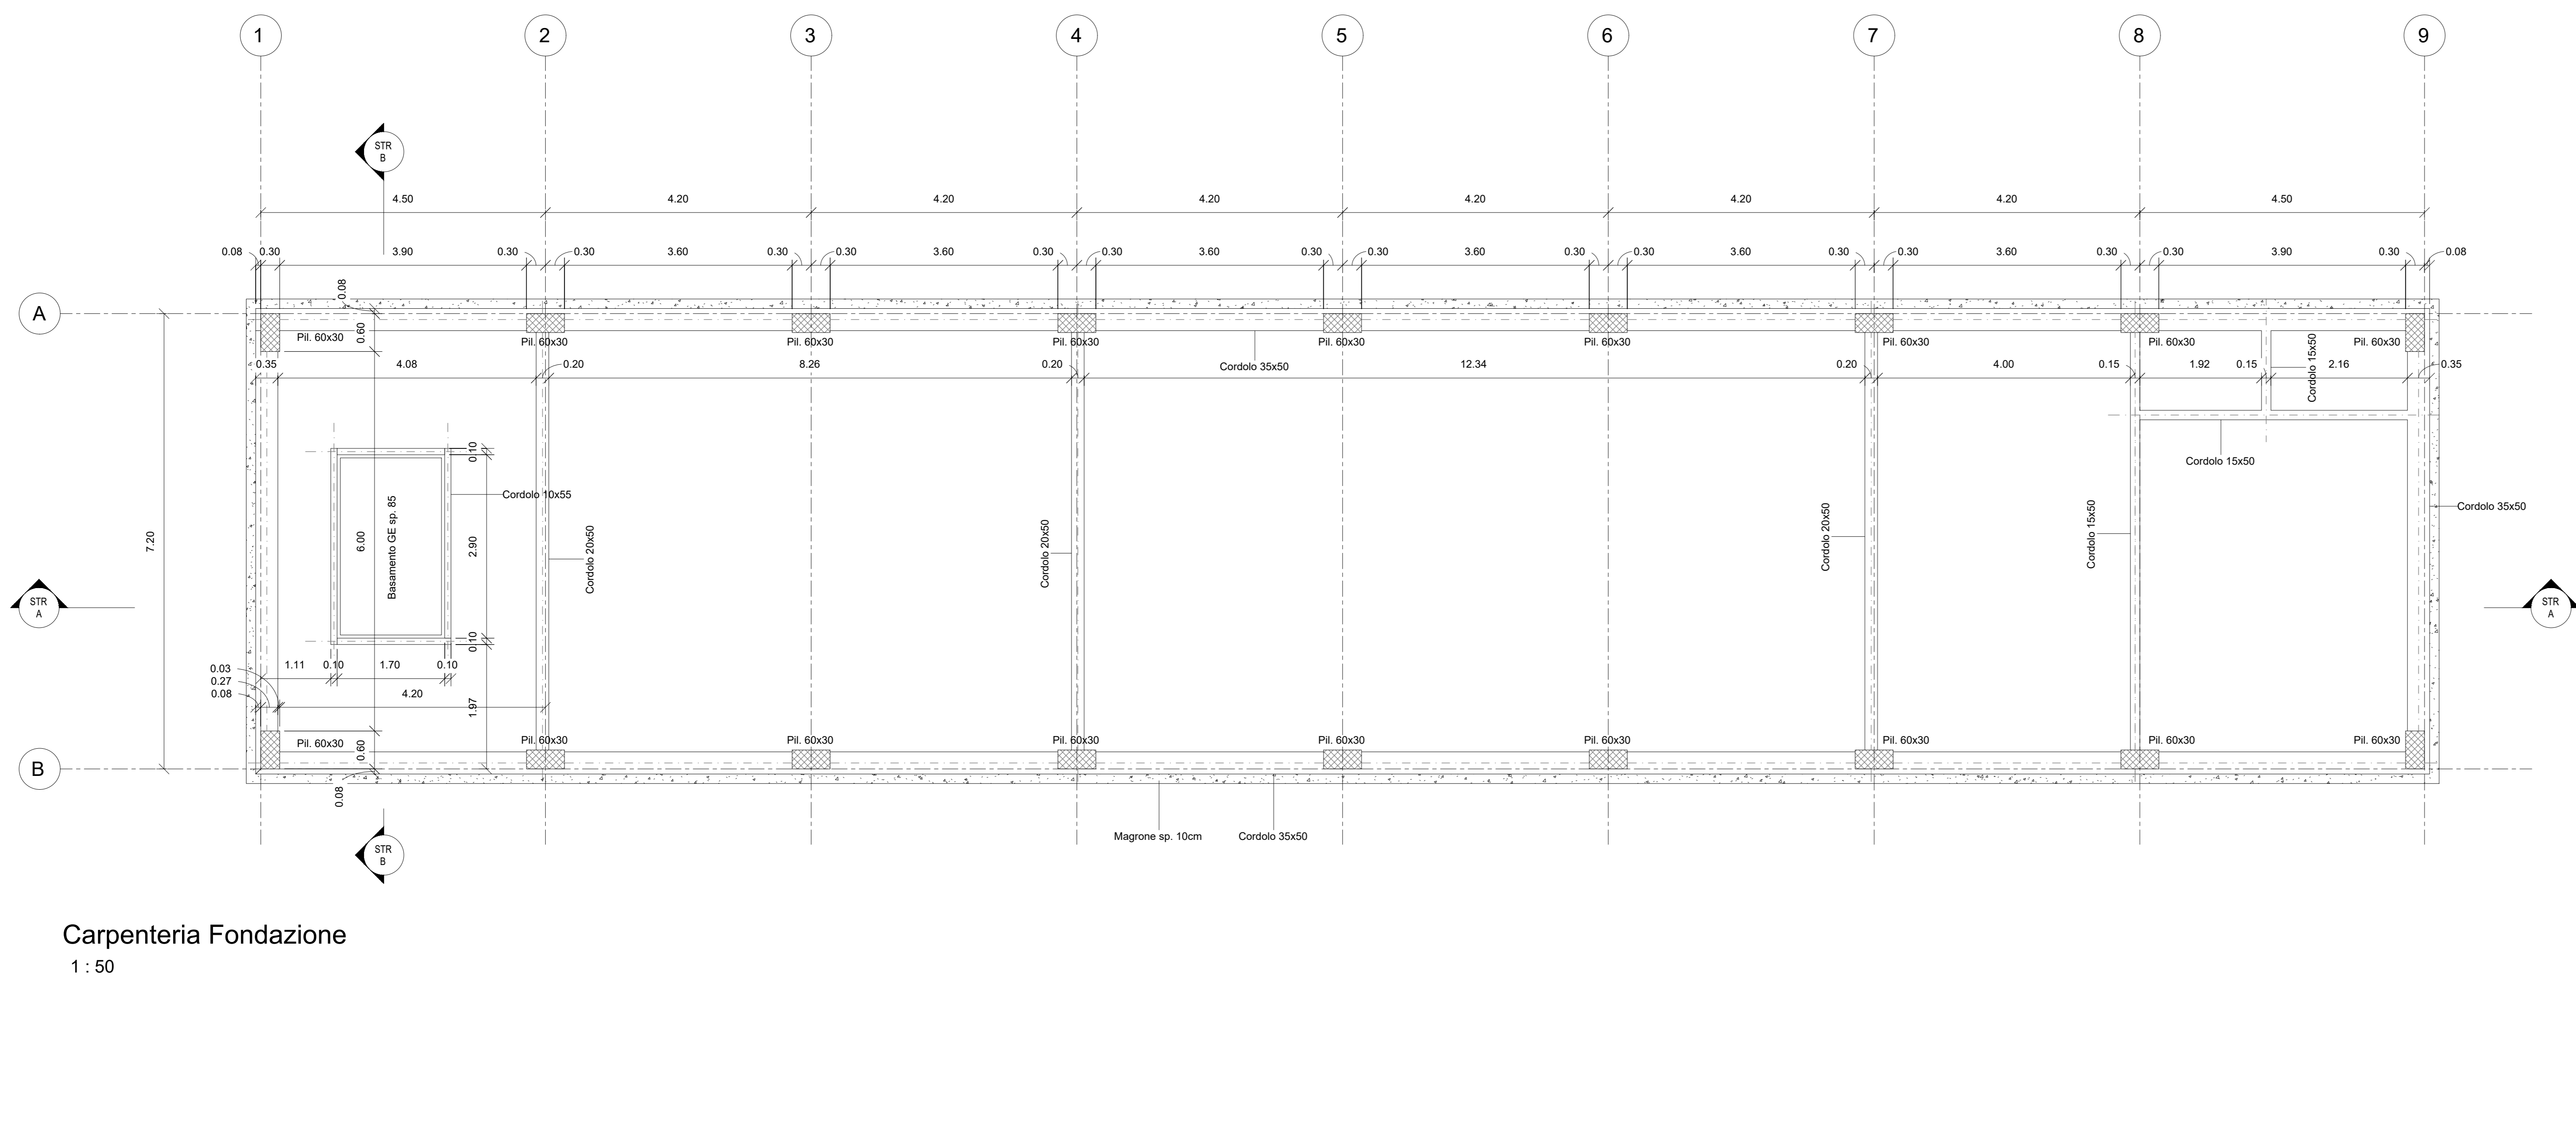 1 2 3 4 5 6 7 8 9
STR
B
4.50 4.20 4.20 4.20 4.20 4.20 4.20 4.50
0.08 0.30 3.90 0.30 0.30 3.60 0.30 0.30 3.60 0.30 0.30 3.60 0.30 0.30 3.60 0.30 0.30 3.60 0.30 0.30 3.60 0.30 0.30 3.90 0.30 0.08
0.08
A
0.60
Pil. 60x30 Pil. 60x30 Pil. 60x30 Pil. 60x30 Pil. 60x30 Pil. 60x30 Pil. 60x30 Pil. 60x30 Pil. 60x30
Cordolo 15x50
0.35 4.08 0.20 8.26 0.20 Cordolo 35x50 12.34 0.20 4.00 0.15 1.92 0.15 2.16 0.35
0.10
Cordolo 15x50
Cordolo 10x55
Cordolo 35x50
7.20
6.00
Basamento GE sp. 85
2.90
Cordolo 20x50
Cordolo 20x50
Cordolo 20x50
Cordolo 15x50
STR
A
STR
A
0.10
1.11 0.10 1.70 0.10
0.03
0.27
0.08
4.20
1.97
Pil. 60x30 Pil. 60x30 Pil. 60x30 Pil. 60x30 Pil. 60x30 Pil. 60x30 Pil. 60x30 Pil. 60x30 Pil. 60x30
0.60
B
0.08
Magrone sp. 10cm Cordolo 35x50
STR
B
Carpenteria Fondazione
1 : 50